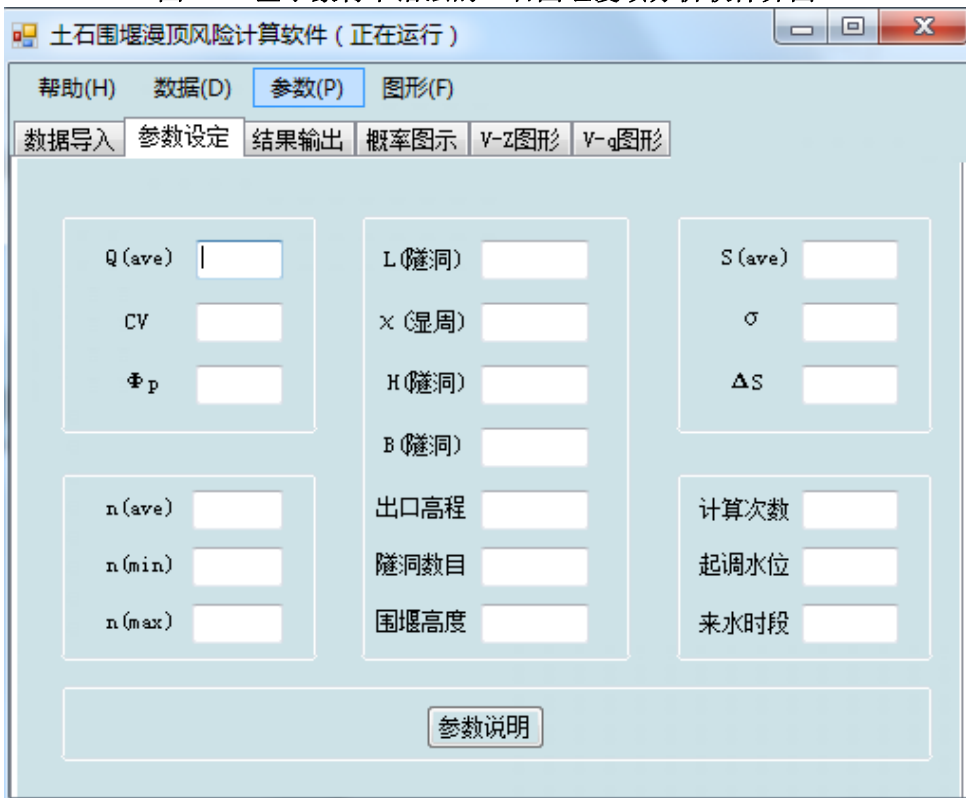 土石围堰漫顶风险计算软件（正在运行）
帮助(H) 数据(D) 参数(P) 图形(F)
数据导入 参数设定 结果输出 概率图示 V-Z图形 V-q图形
Q(ave) L(隧洞) S(ave)
CV χ(湿周) σ
Φp H(隧洞) ΔS
B(隧洞)
n(ave) 出口高程 计算次数
n(min) 隧洞数目 起调水位
n(max) 围堰高度 来水时段
参数说明